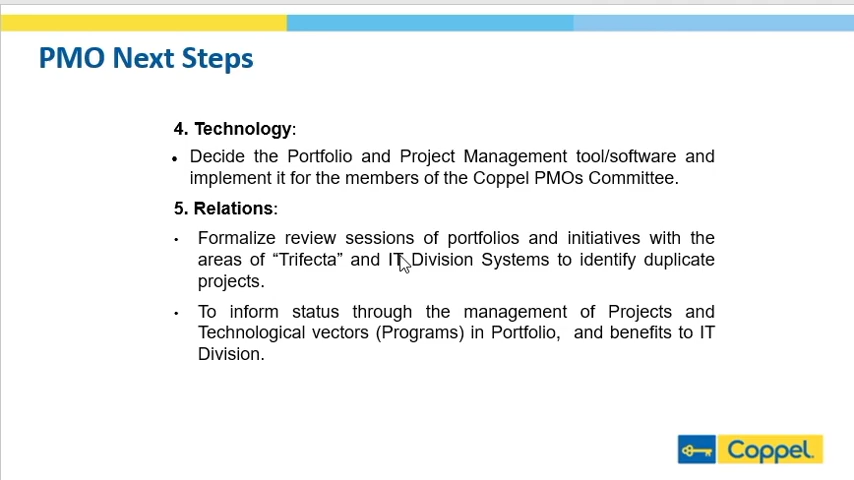 PMO Next Steps
4. Technology:
• Decide the Portfolio and Project Management tool/software and
implement it for the members of the Coppel PMOs Committee.
5. Relations:
• Formalize review sessions of portfolios and initiatives with the
areas of “Trifecta” and IT Division Systems to identify duplicate
projects.
• To inform status through the management of Projects and
Technological vectors (Programs) in Portfolio, and benefits to IT
Division.
Coppel.